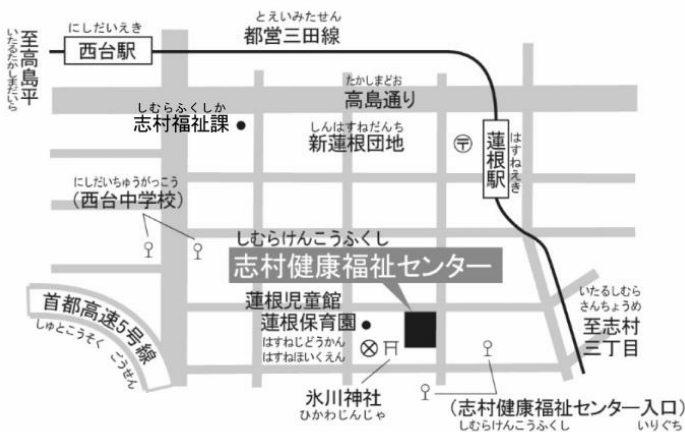 とえいみたせん
都営三田線
にしだいえき
西台駅
至高島平
いたるたかしまだいら
たかしまどお
高島通り
しむらふくしか
志村福祉課
しんはすねだんち
新蓮根団地
〒
蓮根駅
はすねえき
にしだいちゅうがっこう
(西台中学校)
しむらけんこうふくし
志村健康福祉センター
首都高速5号線
しゅとこうそく ごうせん
蓮根児童館
蓮根保育園
はすねじどうかん
はすねほいくえん
いたるしむら
さんちょうめ
至志村
三丁目
氷川神社
ひかわじんじゃ
(志村健康福祉センター入口)
しむらけんこうふくし いりぐち